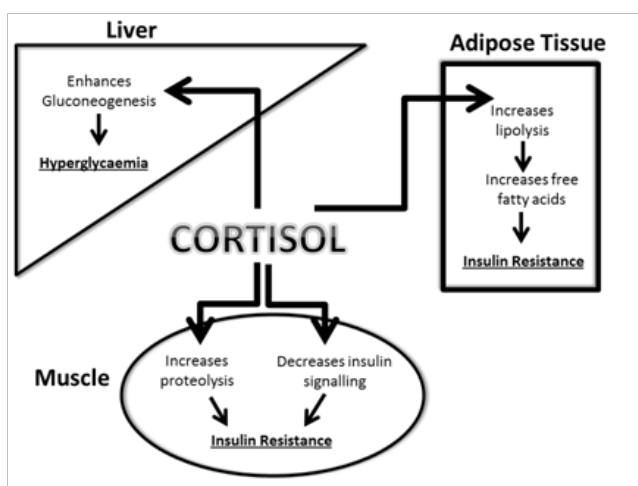 Liver
Enhances
Gluconeogenesis
Hyperglycaemia
Adipose Tissue
Increases
lipolysis
Increases free
fatty acids
Insulin Resistance
CORTISOL
Muscle
Increases
proteolysis
Decreases insulin
signalling
Insulin Resistance